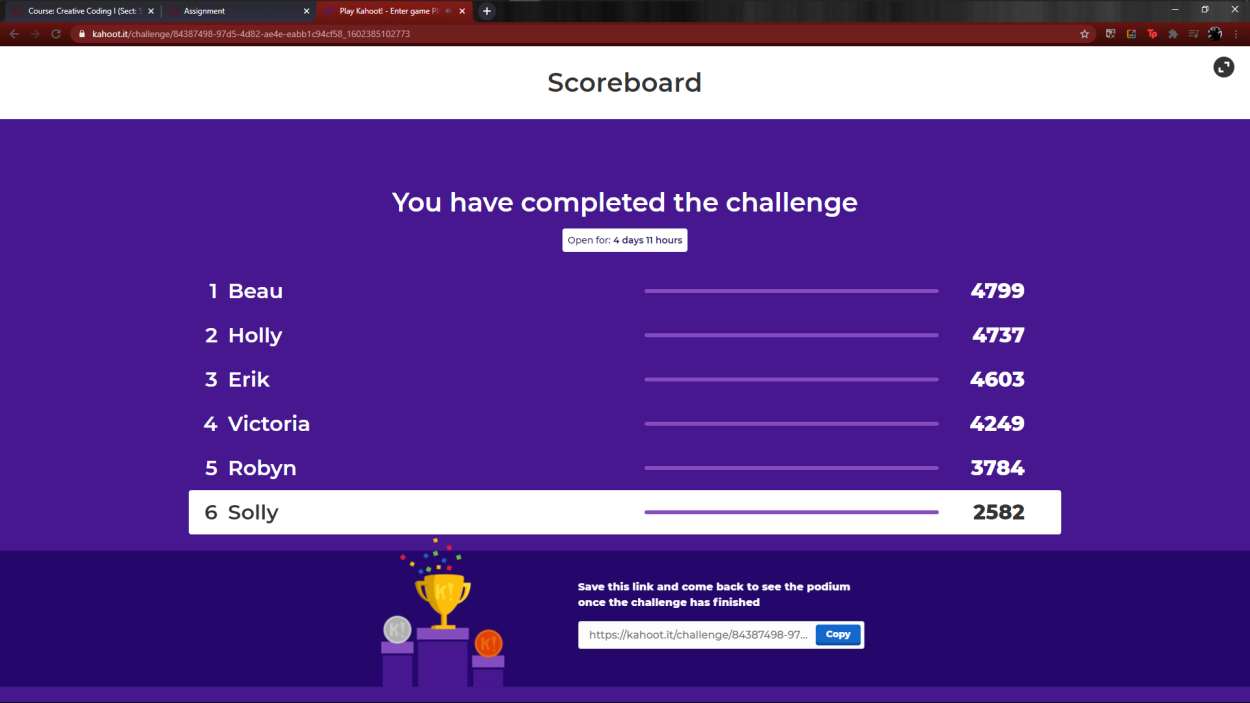 Course: Creative Coding I (Sect: 5
Assignment
Play Kahoot! - Enter game PI
kahoot.it/challenge/84387498-97d5-4d82-ae4e-eabb1c94cf58_1602385102773
Scoreboard
You have completed the challenge
Open for: 4 days 11 hours
1 Beau 4799
2 Holly 4737
3 Erik 4603
4 Victoria 4249
5 Robyn 3784
6 Solly 2582
Save this link and come back to see the podium
once the challenge has finished
https://kahoot.it/challenge/84387498-97... Copy
K!
K!
K!